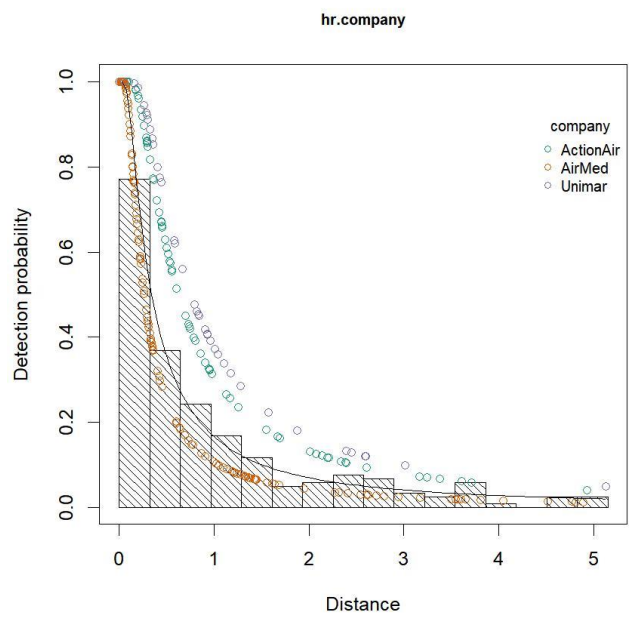 hr.company
Detection probability
1.0
0.8
0.6
0.4
0.2
0.0
company
ActionAir
AirMed
Unimar
0 1 2 3 4 5
Distance